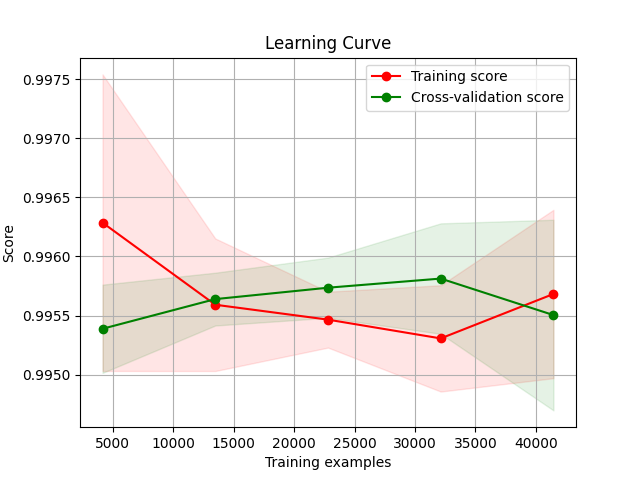 Learning Curve
Training score
Cross-validation score
0.9975
0.9970
0.9965
0.9960
0.9955
0.9950
Score
5000 10000 15000 20000 25000 30000 35000 40000
Training examples